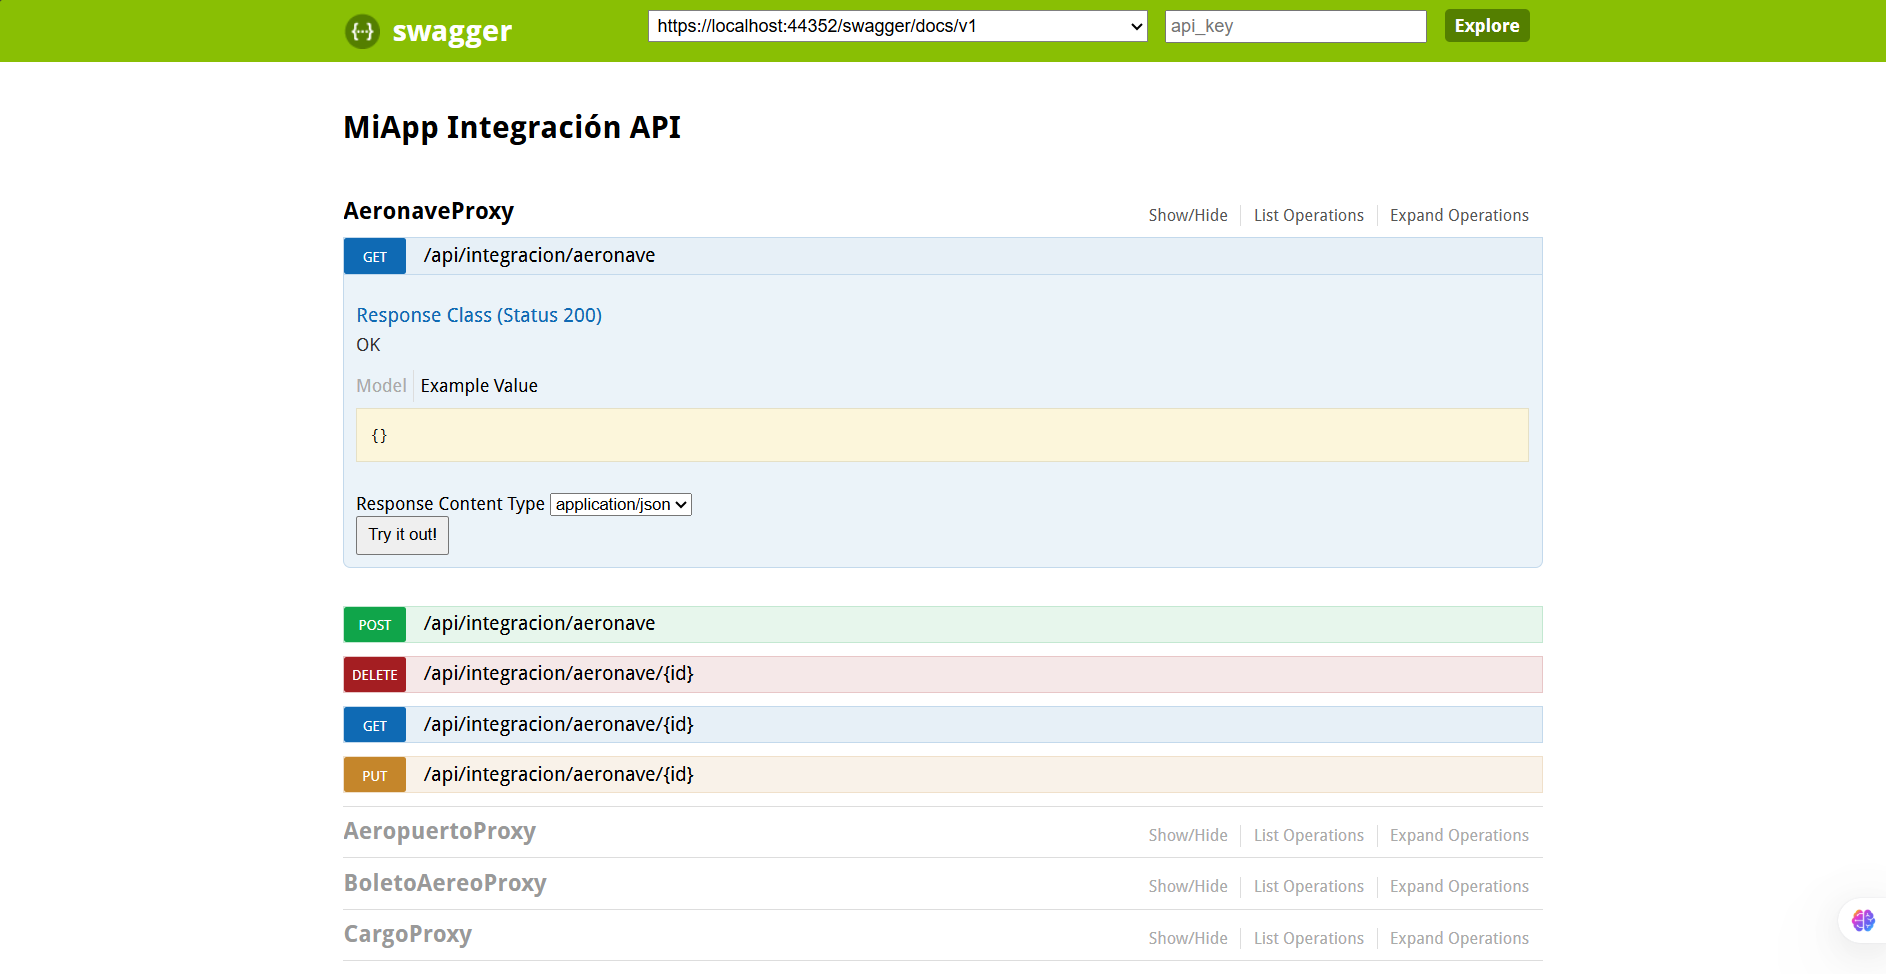 swagger https://localhost:44352/swagger/docs/v1 api_key Explore
MiApp Integración API
AeronaveProxy Show/Hide List Operations Expand Operations
GET /api/integracion/aeronave
Response Class (Status 200)
OK
Model Example Value
{}
Response Content Type application/json
Try it out!
POST /api/integracion/aeronave
DELETE /api/integracion/aeronave/{id}
GET /api/integracion/aeronave/{id}
PUT /api/integracion/aeronave/{id}
AeropuertoProxy Show/Hide List Operations Expand Operations
BoletoAereoProxy Show/Hide List Operations Expand Operations
CargoProxy Show/Hide List Operations Expand Operations